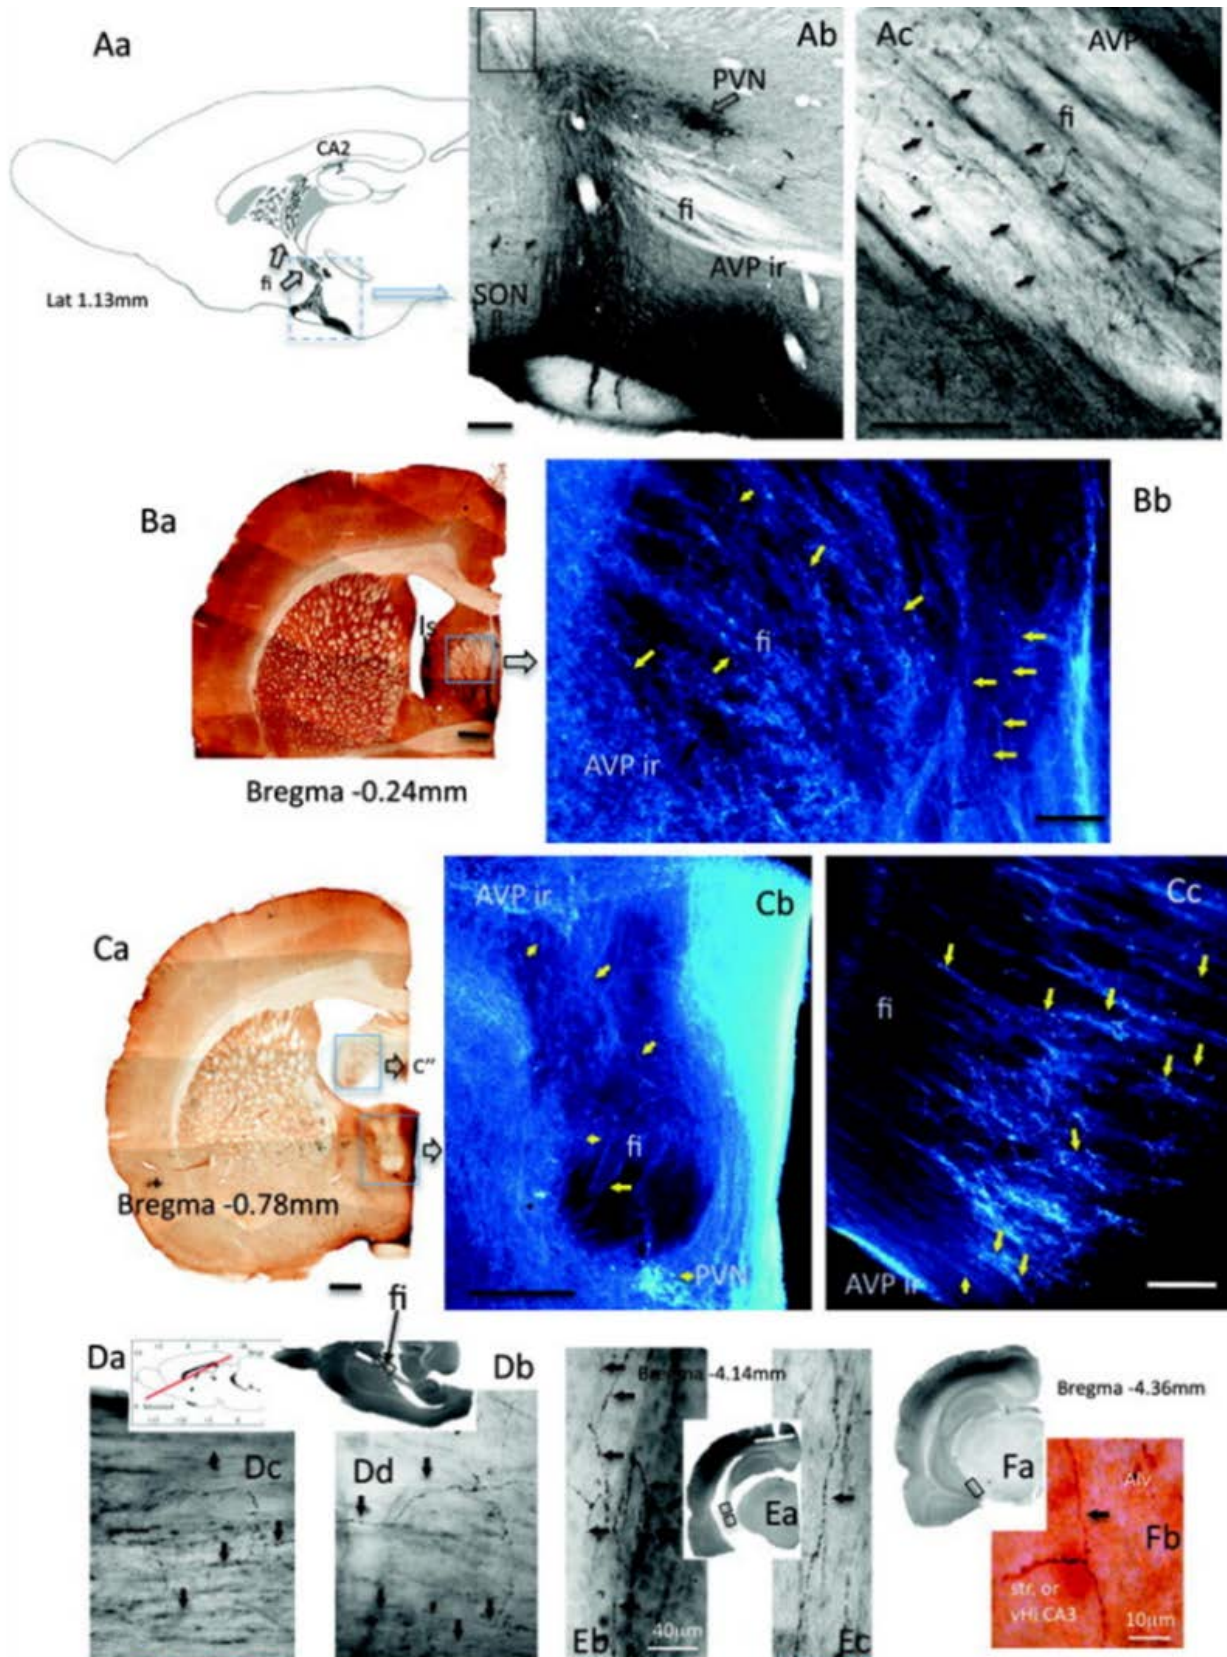 Aa
CA2
fi
Lat 1.13mm
Ab
PVN
fi
AVP ir
SON
Ac
AVP
fi
Ba
ls
Bregma -0.24mm
Bb
fi
AVP ir
Ca
c’’
Bregma -0.78mm
AVP ir
Cb
fi
PVN
Cc
fi
AVP ir
fi
Da
Db
Dc
Dd
Bregma -4.14mm
Ea
Eb
40μm
Ec
Bregma -4.36mm
Fa
Alv
Fb
str. or
vHi CA3
10μm